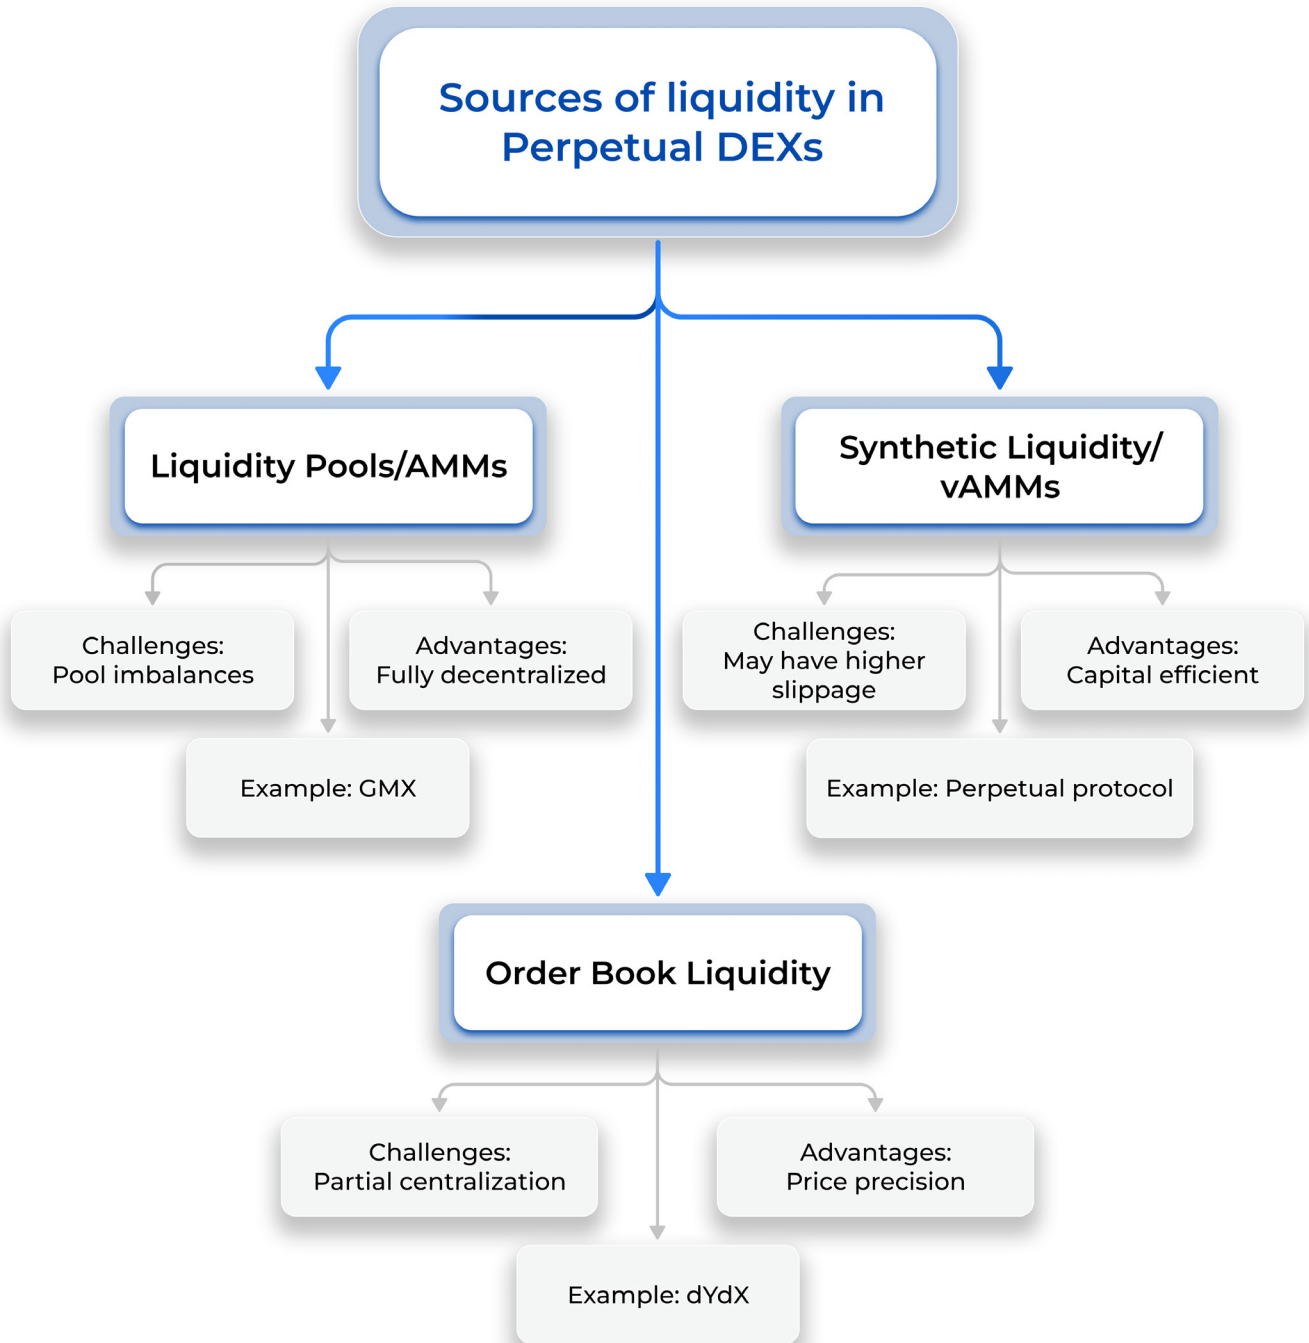 Sources of liquidity in
Perpetual DEXs
Liquidity Pools/AMMs
Challenges:
Pool imbalances
Advantages:
Fully decentralized
Example: GMX
Synthetic Liquidity/
vAMMs
Challenges:
May have higher
slippage
Advantages:
Capital efficient
Example: Perpetual protocol
Order Book Liquidity
Challenges:
Partial centralization
Advantages:
Price precision
Example: dYdX